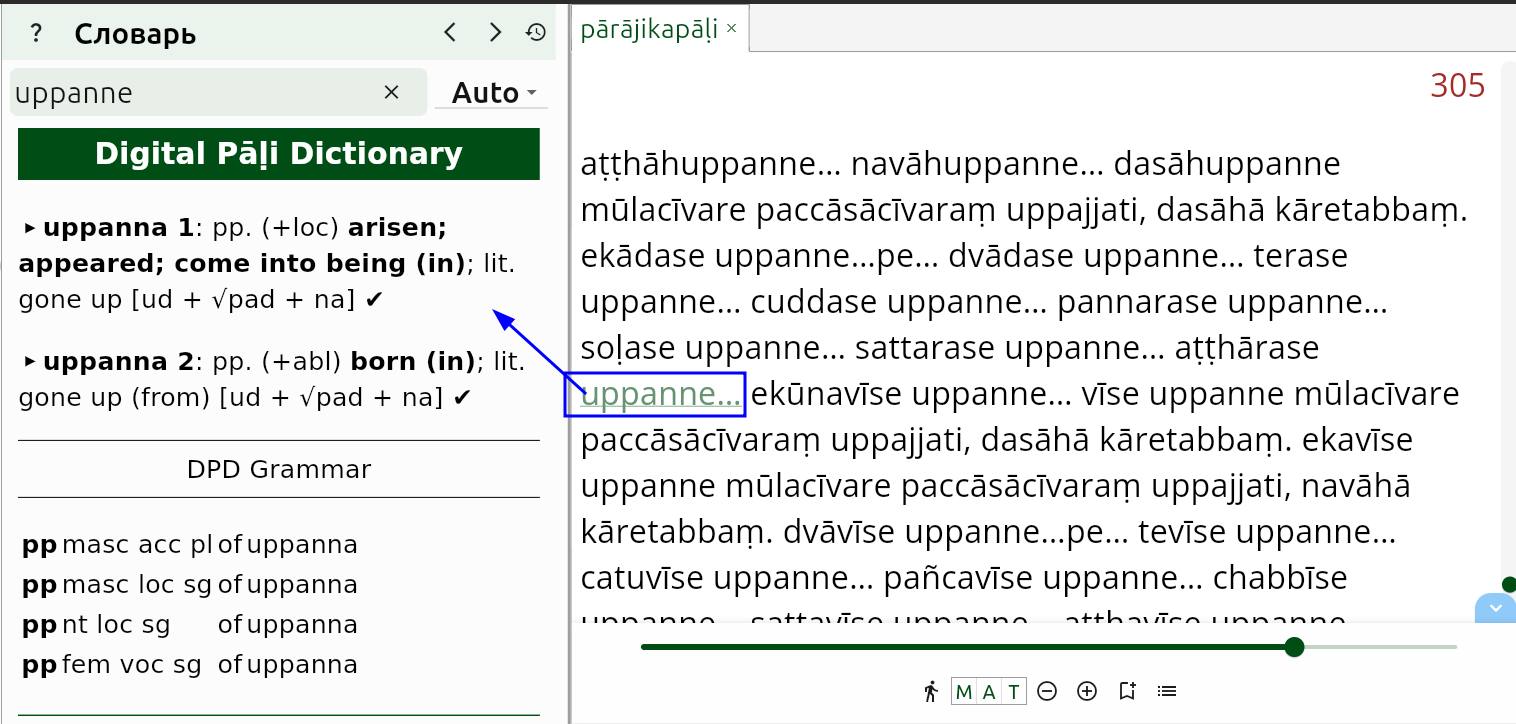 ? Словарь
uppanne × Auto
Digital Pāḷi Dictionary
▸ uppanna 1: pp. (+loc) arisen;
appeared; come into being (in); lit.
gone up [ud + √pad + na] ✔
▸ uppanna 2: pp. (+abl) born (in); lit.
gone up (from) [ud + √pad + na] ✔
DPD Grammar
pp masc acc pl of uppanna
pp masc loc sg of uppanna
pp nt loc sg of uppanna
pp fem voc sg of uppanna
pārājikapāḷi ×
305
aṭṭhāhuppanne… navāhuppanne… dasāhuppanne
mūlacīvare paccāsācīvaraṃ uppajjati, dasāhā kāretabbaṃ.
ekādase uppanne…pe… dvādase uppanne… terase
uppanne… cuddase uppanne… pannarase uppanne…
soḷase uppanne… sattarase uppanne… aṭṭhārase
uppanne… ekūnavīse uppanne… vīse uppanne mūlacīvare
paccāsācīvaraṃ uppajjati, dasāhā kāretabbaṃ. ekavīse
uppanne mūlacīvare paccāsācīvaraṃ uppajjati, navāhā
kāretabbaṃ. dvāvīse uppanne…pe… tevīse uppanne…
catuvīse uppanne… pañcavīse uppanne… chabbīse
uppanne… sattavīse uppanne… aṭṭhavīse uppanne
M A T